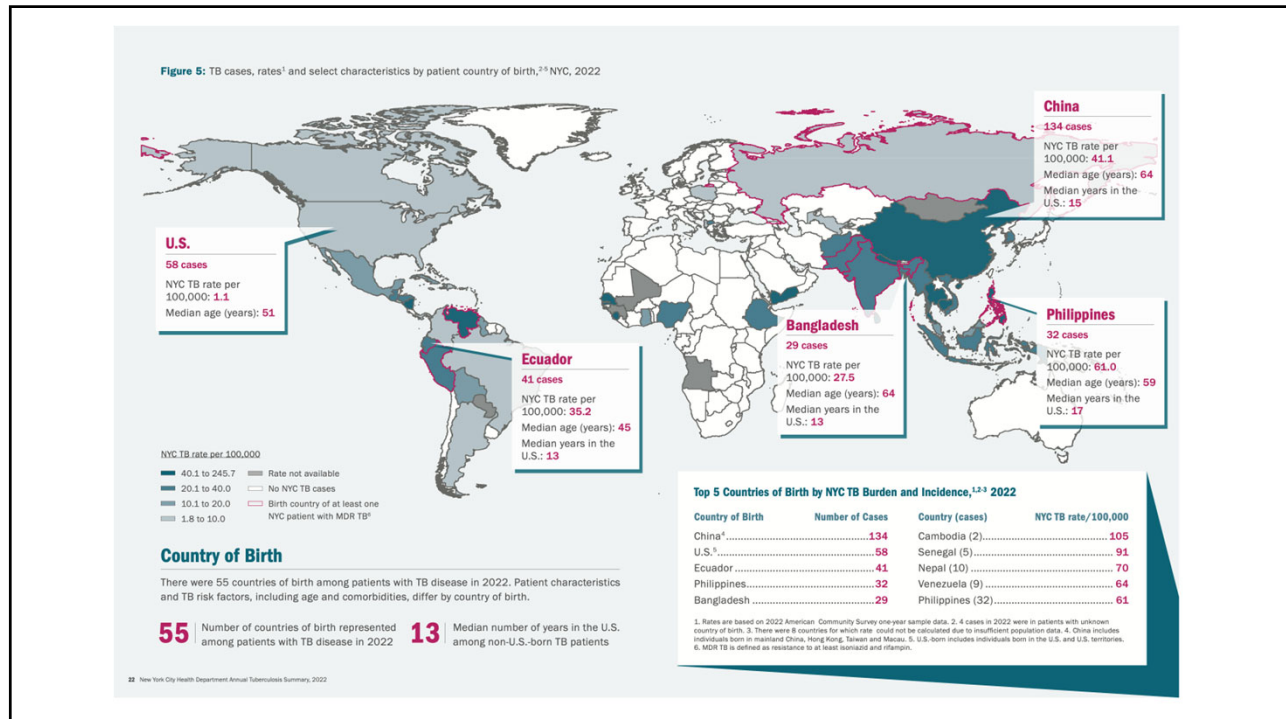 Figure 5: TB cases, rates¹ and select characteristics by patient country of birth,²⁻⁵ NYC, 2022
China
134 cases
NYC TB rate per
100,000: 41.1
Median age (years): 64
Median years in the
U.S.: 15
U.S.
58 cases
NYC TB rate per
100,000: 1.1
Median age (years): 51
Ecuador
41 cases
NYC TB rate per
100,000: 35.2
Median age (years): 45
Median years in the
U.S.: 13
Bangladesh
29 cases
NYC TB rate per
100,000: 27.5
Median age (years): 64
Median years in the
U.S.: 13
Philippines
32 cases
NYC TB rate per
100,000: 61.0
Median age (years): 59
Median years in the
U.S.: 17
NYC TB rate per 100,000
40.1 to 245.7
20.1 to 40.0
10.1 to 20.0
1.8 to 10.0
Rate not available
No NYC TB cases
Birth country of at least one
NYC patient with MDR TB⁶
Country of Birth
There were 55 countries of birth among patients with TB disease in 2022. Patient characteristics
and TB risk factors, including age and comorbidities, differ by country of birth.
55 Number of countries of birth represented
among patients with TB disease in 2022
13 Median number of years in the U.S.
among non-U.S.-born TB patients
Top 5 Countries of Birth by NYC TB Burden and Incidence,¹,²⁻³ 2022
Country of Birth Number of Cases Country (cases) NYC TB rate/100,000
China⁴ 134 Cambodia (2) 105
U.S.⁵ 58 Senegal (5) 91
Ecuador 41 Nepal (10) 70
Philippines 32 Venezuela (9) 64
Bangladesh 29 Philippines (32) 61
1. Rates are based on 2022 American Community Survey one-year sample data. 2. 4 cases in 2022 were in patients with unknown
country of birth. 3. There were 8 countries for which rate could not be calculated due to insufficient population data. 4. China includes
individuals born in mainland China, Hong Kong, Taiwan and Macau. 5. U.S.-born includes individuals born in the U.S. and U.S. territories.
6. MDR TB is defined as resistance to at least isoniazid and rifampin.
22 New York City Health Department Annual Tuberculosis Summary, 2022